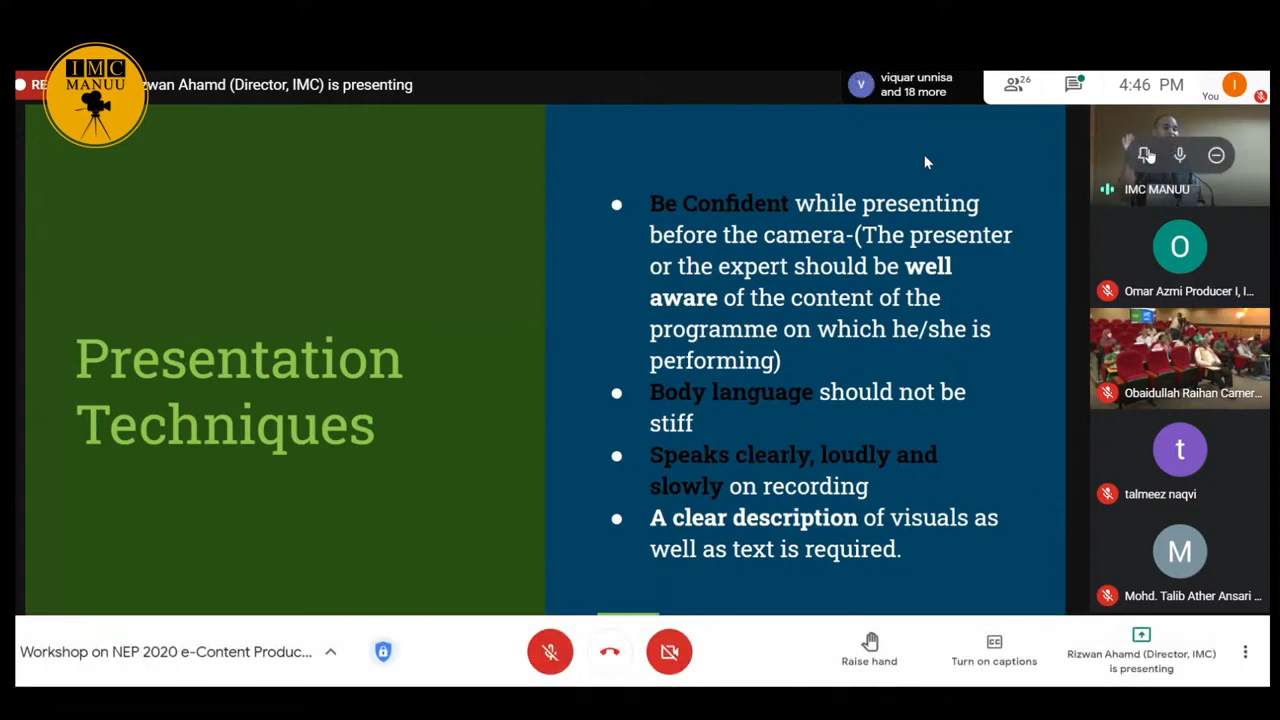 IMC
MANUU
RE
zwan Ahamd (Director, IMC) is presenting
V
viquar unnisa
and 18 more
26
4:46 PM
You
I
Presentation
Techniques
● Be Confident while presenting
before the camera-(The presenter
or the expert should be well
aware of the content of the
programme on which he/she is
performing)
● Body language should not be
stiff
● Speaks clearly, loudly and
slowly on recording
● A clear description of visuals as
well as text is required.
IMC MANUU
O
Omar Azmi Producer I, I...
Obaidullah Raihan Camer...
t
talmeez naqvi
M
Mohd. Talib Ather Ansari ...
Workshop on NEP 2020 e-Content Produc...
Raise hand
CC
Turn on captions
Rizwan Ahamd (Director, IMC)
is presenting